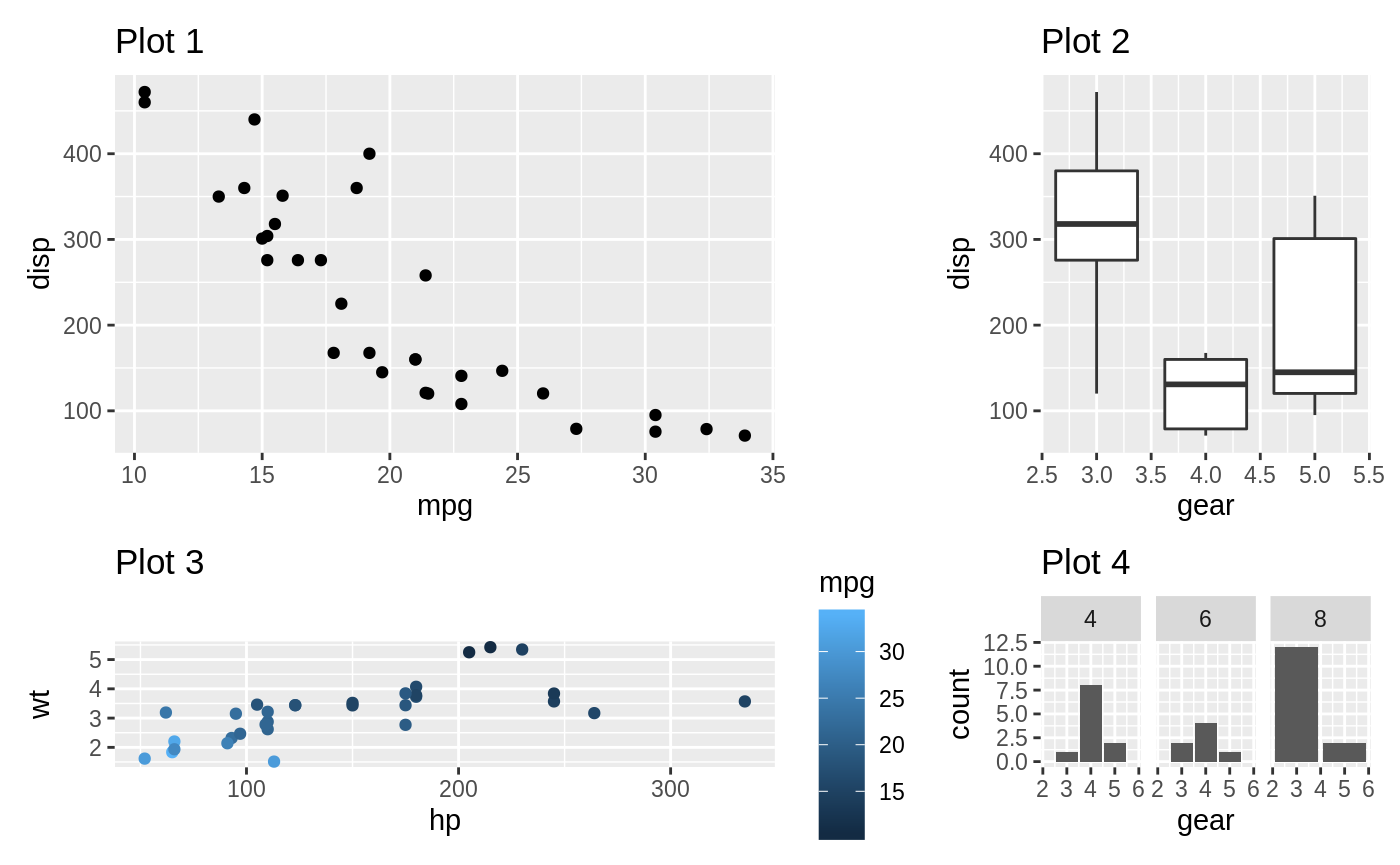 Plot 1
400
300
200
100
disp
10 15 20 25 30 35
mpg
Plot 2
400
300
200
100
disp
2.5 3.0 3.5 4.0 4.5 5.0 5.5
gear
Plot 3
5
4
3
2
wt
100 200 300
hp
mpg
30
25
20
15
Plot 4
4 6 8
12.5
10.0
7.5
5.0
2.5
0.0
count
2 3 4 5 6 2 3 4 5 6 2 3 4 5 6
gear